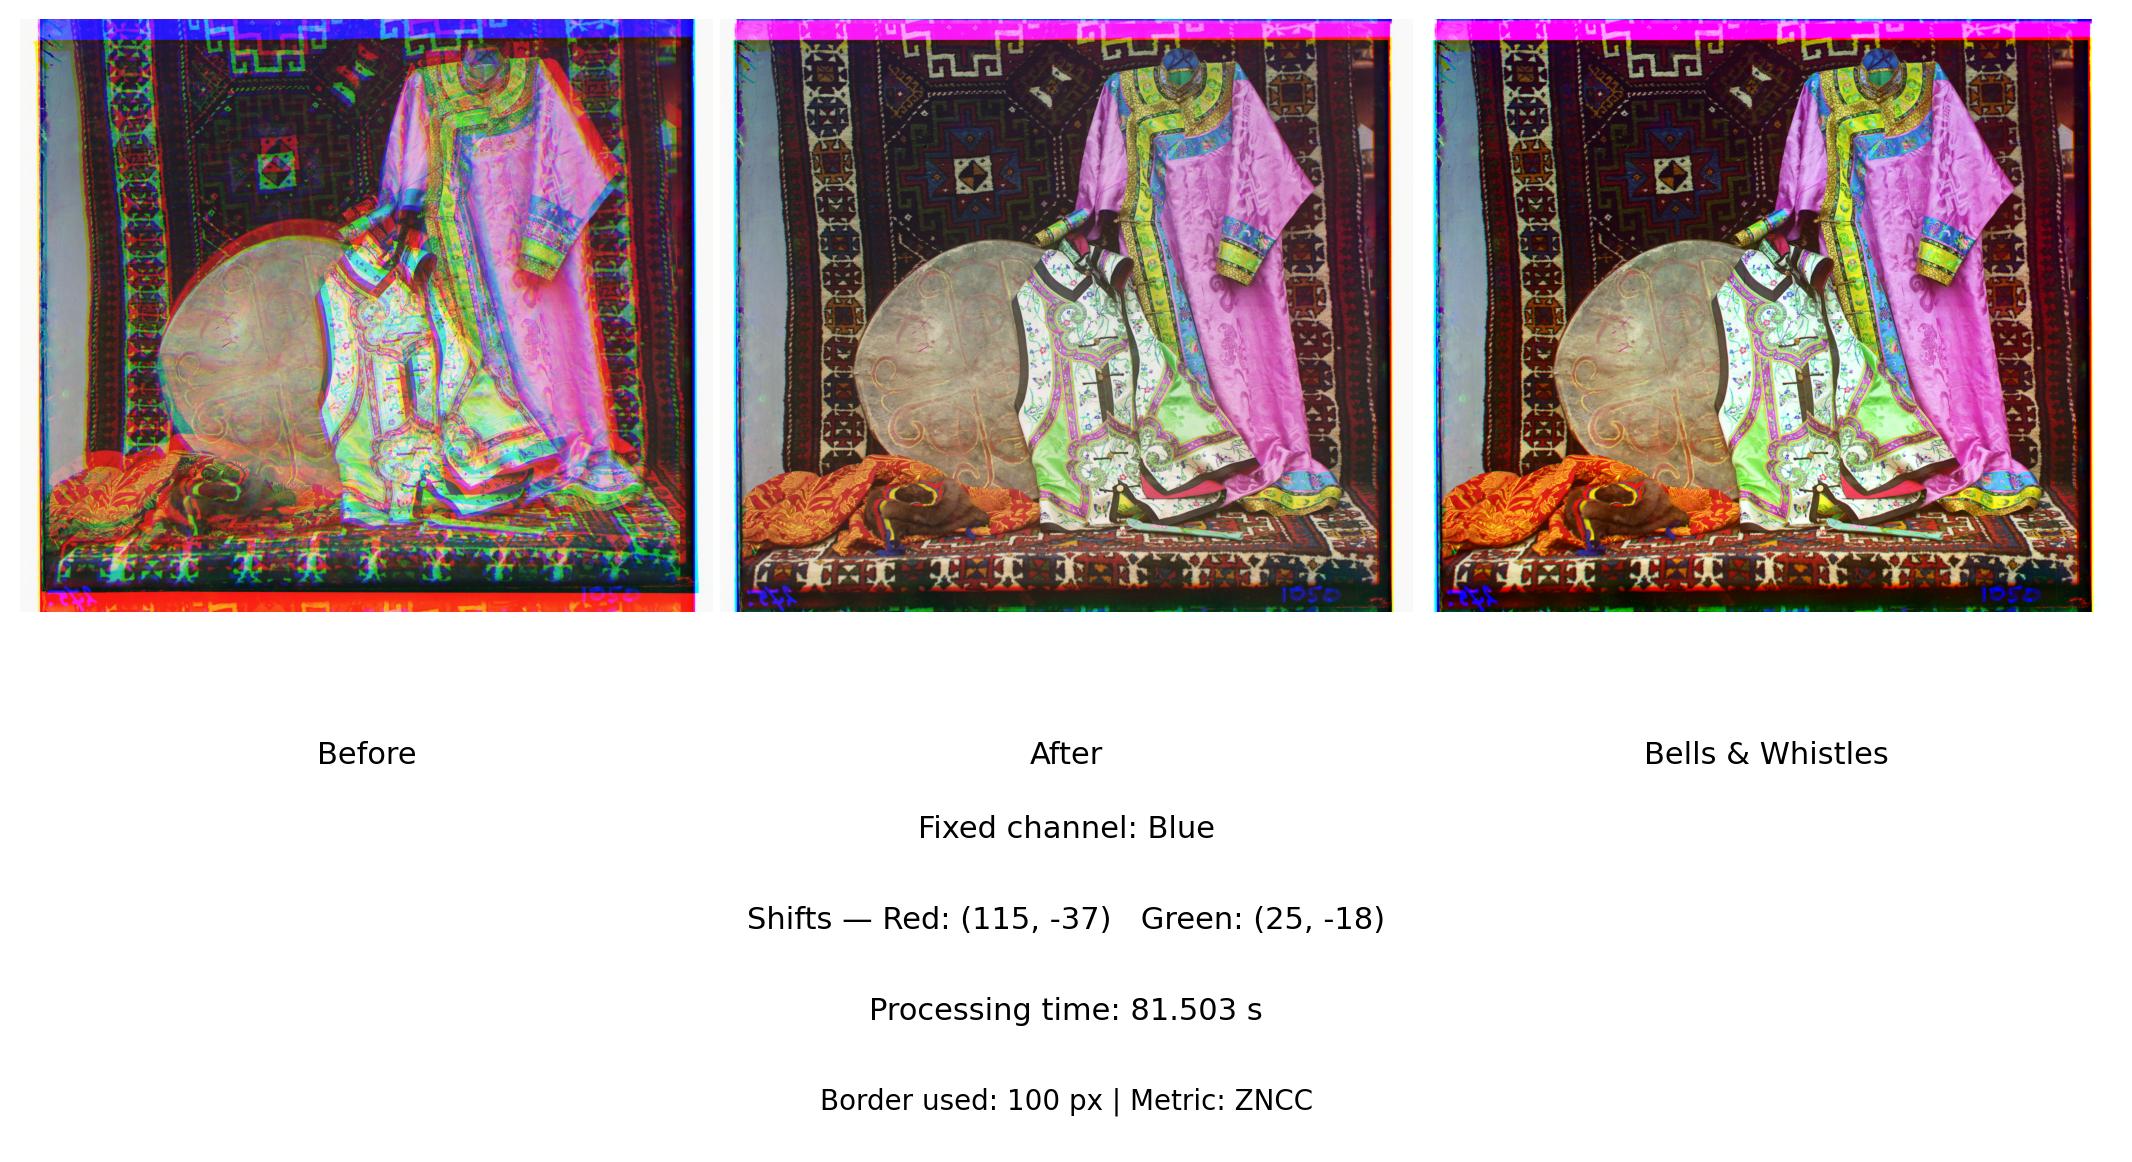 Before After Bells & Whistles
Fixed channel: Blue
Shifts — Red: (115, -37) Green: (25, -18)
Processing time: 81.503 s
Border used: 100 px | Metric: ZNCC